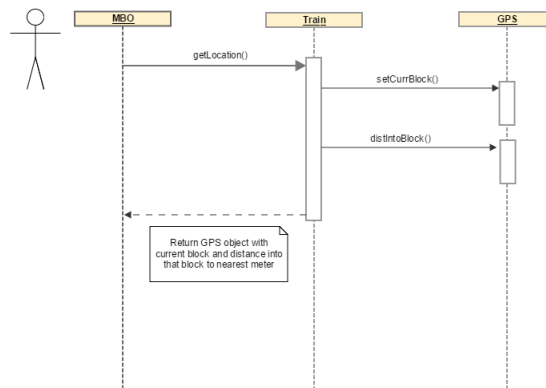 MBO
Train
GPS
getLocation()
setCurrBlock()
distIntoBlock()
Return GPS object with
current block and distance into
that block to nearest meter